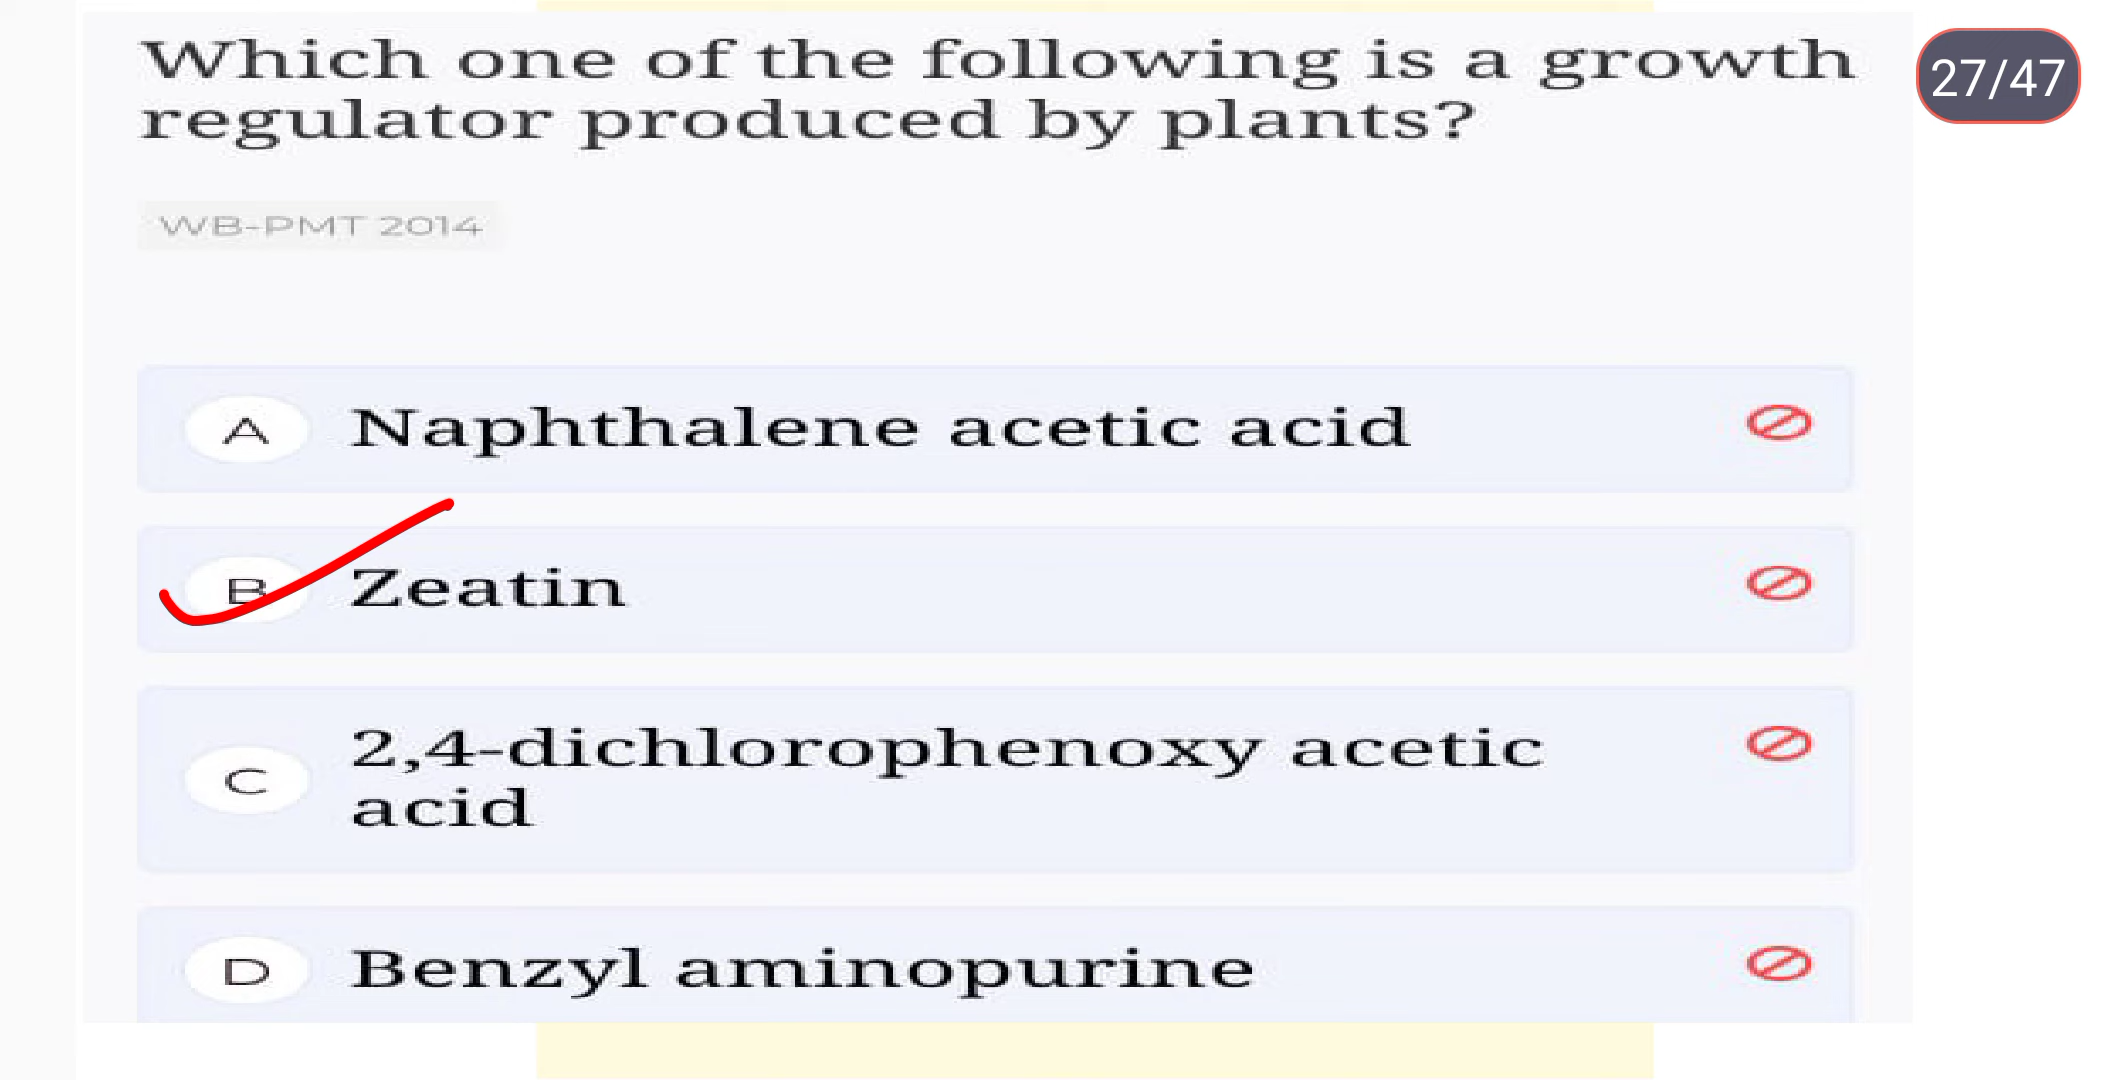 Which one of the following is a growth
regulator produced by plants?
27/47
WB-PMT 2014
A Naphthalene acetic acid
B Zeatin
C 2,4-dichlorophenoxy acetic
acid
D Benzyl aminopurine